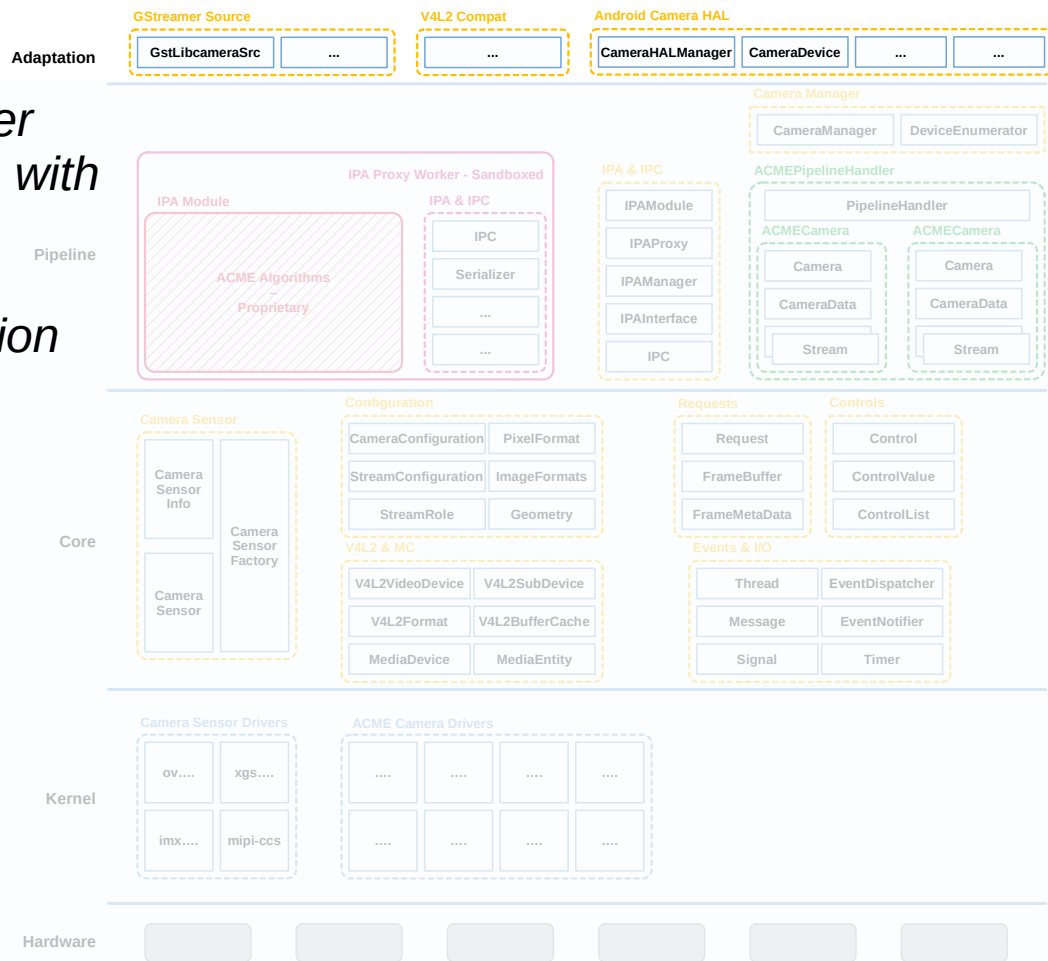 GStreamer Source
V4L2 Compat
Android Camera HAL
Adaptation
GstLibcameraSrc
...
...
CameraHALManager
CameraDevice
...
...
er
with
ion
Camera Manager
CameraManager
DeviceEnumerator
Pipeline
IPA Proxy Worker - Sandboxed
IPA Module
ACME Algorithms
–
Proprietary
IPA & IPC
IPC
Serializer
...
...
IPA & IPC
IPAModule
IPAProxy
IPAManager
IPAInterface
IPC
ACMEPipelineHandler
PipelineHandler
ACMECamera
Camera
CameraData
Stream
ACMECamera
Camera
CameraData
Stream
Core
Camera Sensor
Camera
Sensor
Info
Camera
Sensor
Camera
Sensor
Factory
Configuration
CameraConfiguration
PixelFormat
StreamConfiguration
ImageFormats
StreamRole
Geometry
Requests
Request
FrameBuffer
FrameMetaData
Controls
Control
ControlValue
ControlList
V4L2 & MC
V4L2VideoDevice
V4L2SubDevice
V4L2Format
V4L2BufferCache
MediaDevice
MediaEntity
Events & I/O
Thread
EventDispatcher
Message
EventNotifier
Signal
Timer
Kernel
Camera Sensor Drivers
ov....
xgs....
imx....
mipi-ccs
ACME Camera Drivers
....
....
....
....
....
....
....
....
Hardware